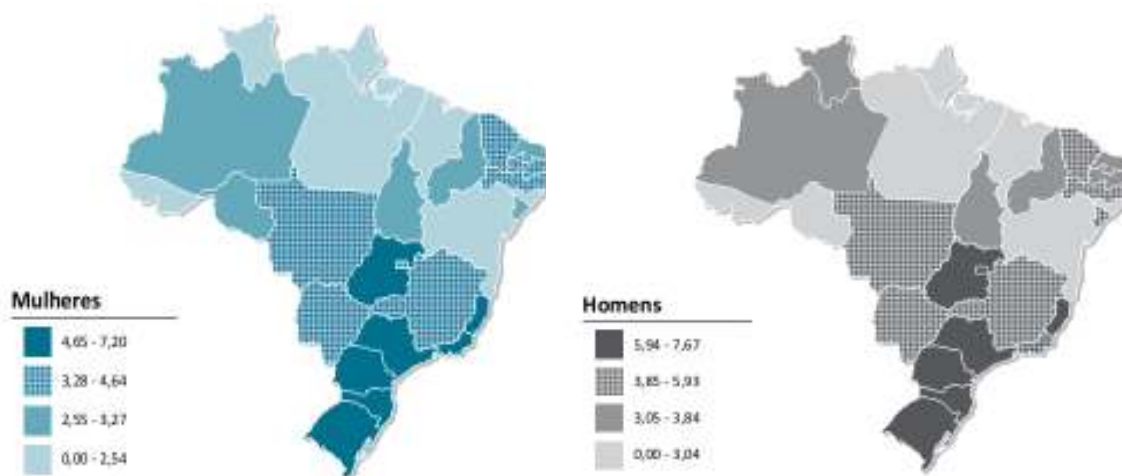 Mulheres
4,65 - 7,20
3,28 - 4,64
2,55 - 3,27
0,00 - 2,54
Homens
5,94 - 7,67
3,85 - 5,93
3,05 - 3,84
0,00 - 3,04